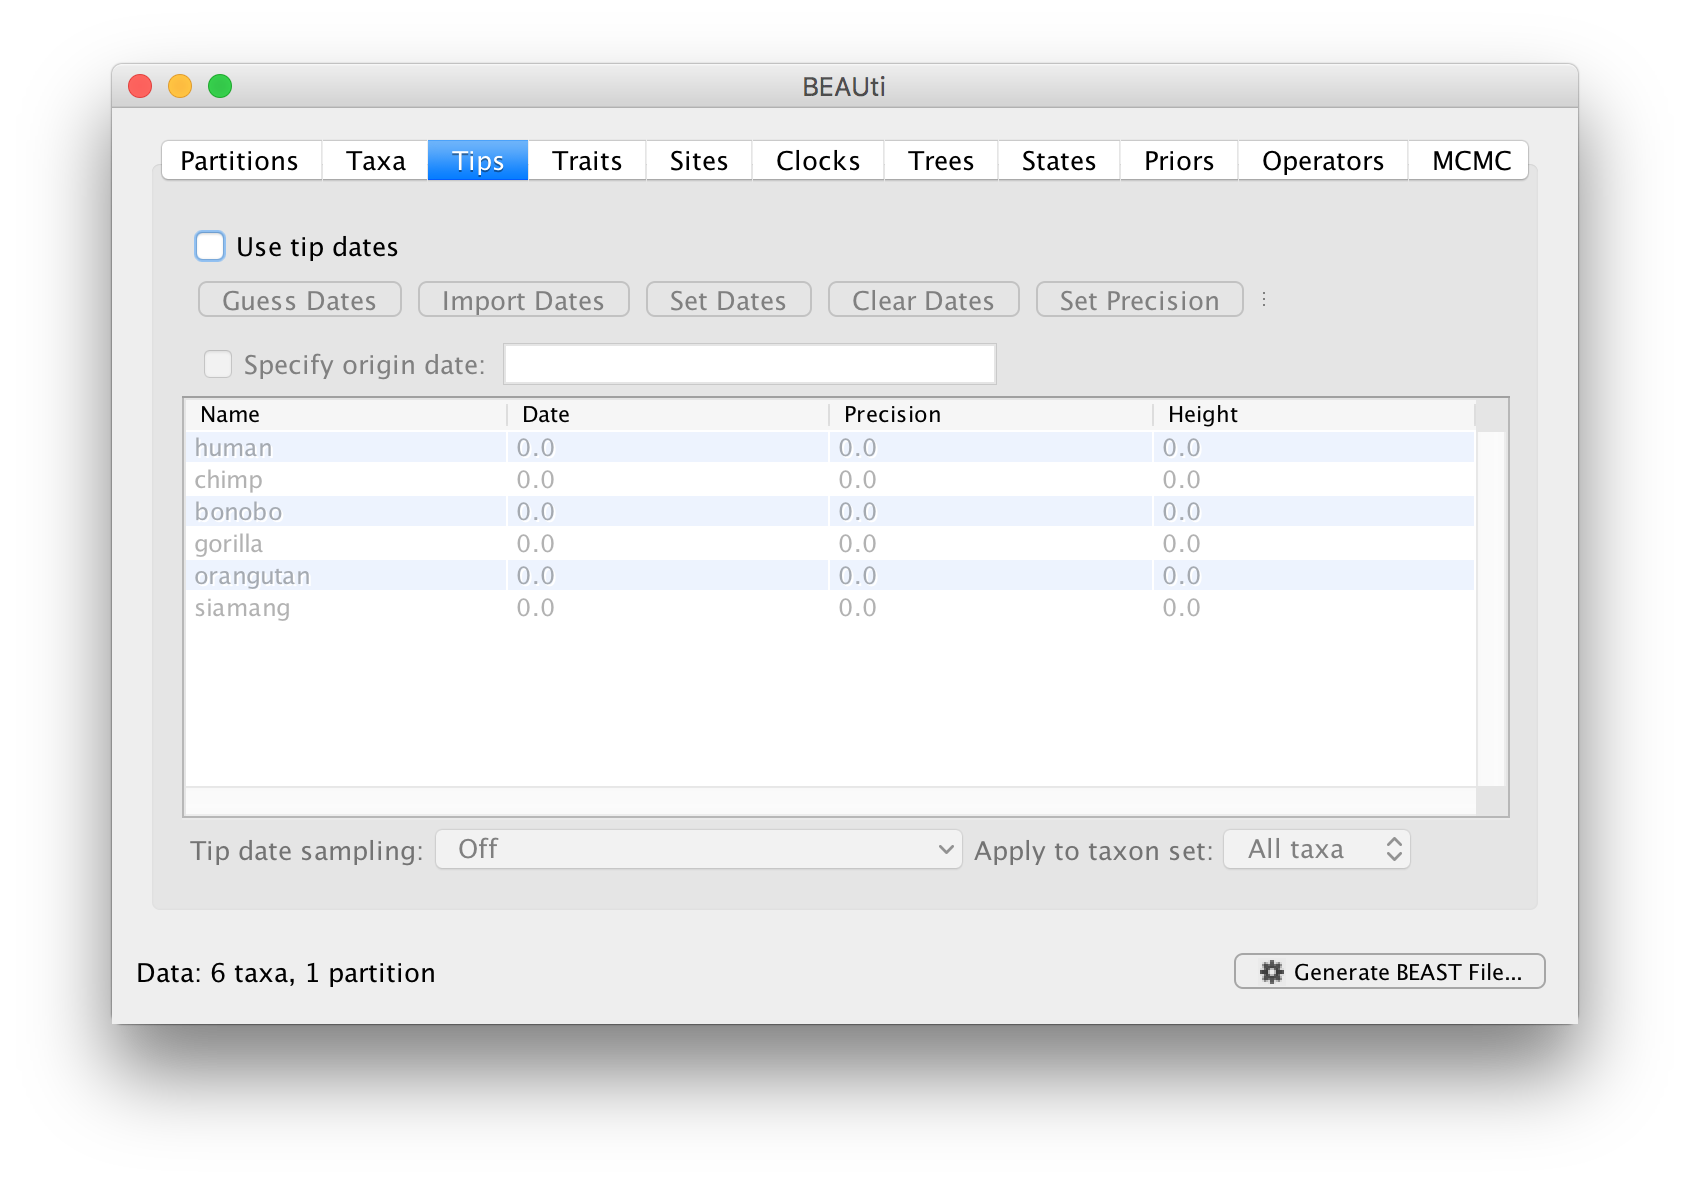 BEAUti
Partitions Taxa Tips Traits Sites Clocks Trees States Priors Operators MCMC
Use tip dates
Guess Dates Import Dates Set Dates Clear Dates Set Precision
Specify origin date:
Name Date Precision Height
human 0.0 0.0 0.0
chimp 0.0 0.0 0.0
bonobo 0.0 0.0 0.0
gorilla 0.0 0.0 0.0
orangutan 0.0 0.0 0.0
siamang 0.0 0.0 0.0
Tip date sampling: Off Apply to taxon set: All taxa
Data: 6 taxa, 1 partition Generate BEAST File...